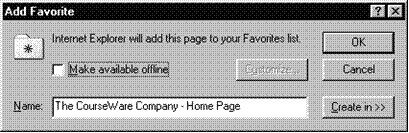 Add Favorite
Internet Explorer will add this page to your Favorites list.
OK
Make available offline
Customize...
Cancel
Name: The CourseWare Company - Home Page
Create in >>